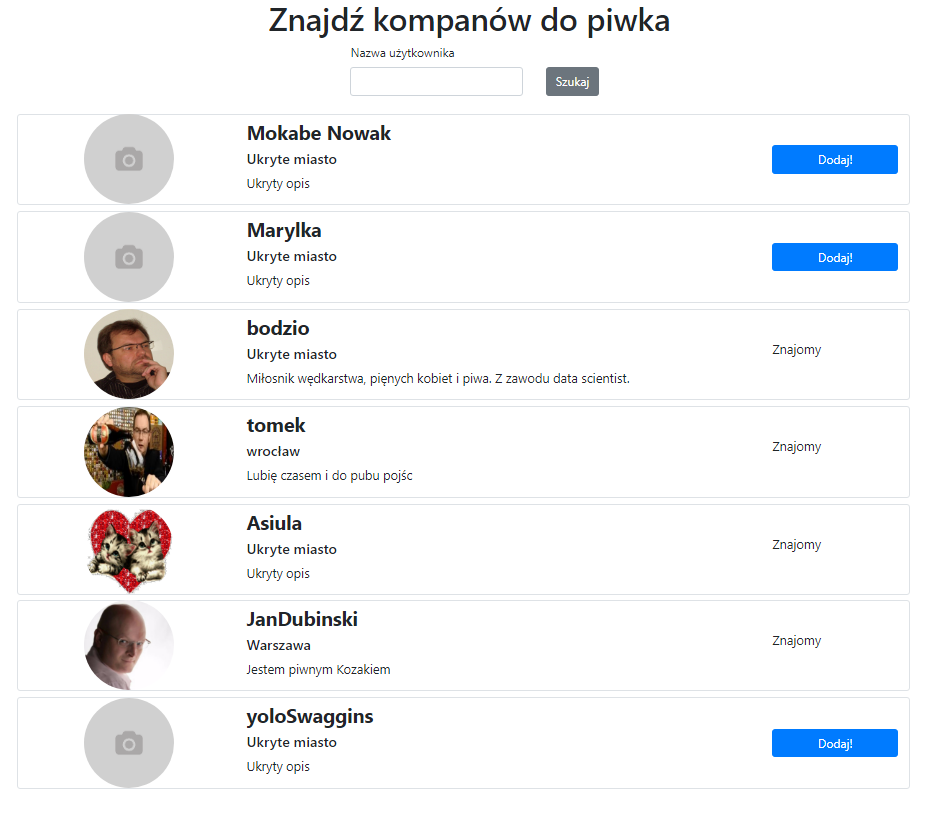 Znajdź kompanów do piwka
Nazwa użytkownika
Szukaj
Mokabe Nowak
Ukryte miasto
Ukryty opis
Dodaj!
Marylka
Ukryte miasto
Ukryty opis
Dodaj!
bodzio
Ukryte miasto
Miłosnik wędkarstwa, pięnych kobiet i piwa. Z zawodu data scientist.
Znajomy
tomek
wrocław
Lubię czasem i do pubu pojśc
Znajomy
Asiula
Ukryte miasto
Ukryty opis
Znajomy
JanDubinski
Warszawa
Jestem piwnym Kozakiem
Znajomy
yoloSwaggins
Ukryte miasto
Ukryty opis
Dodaj!